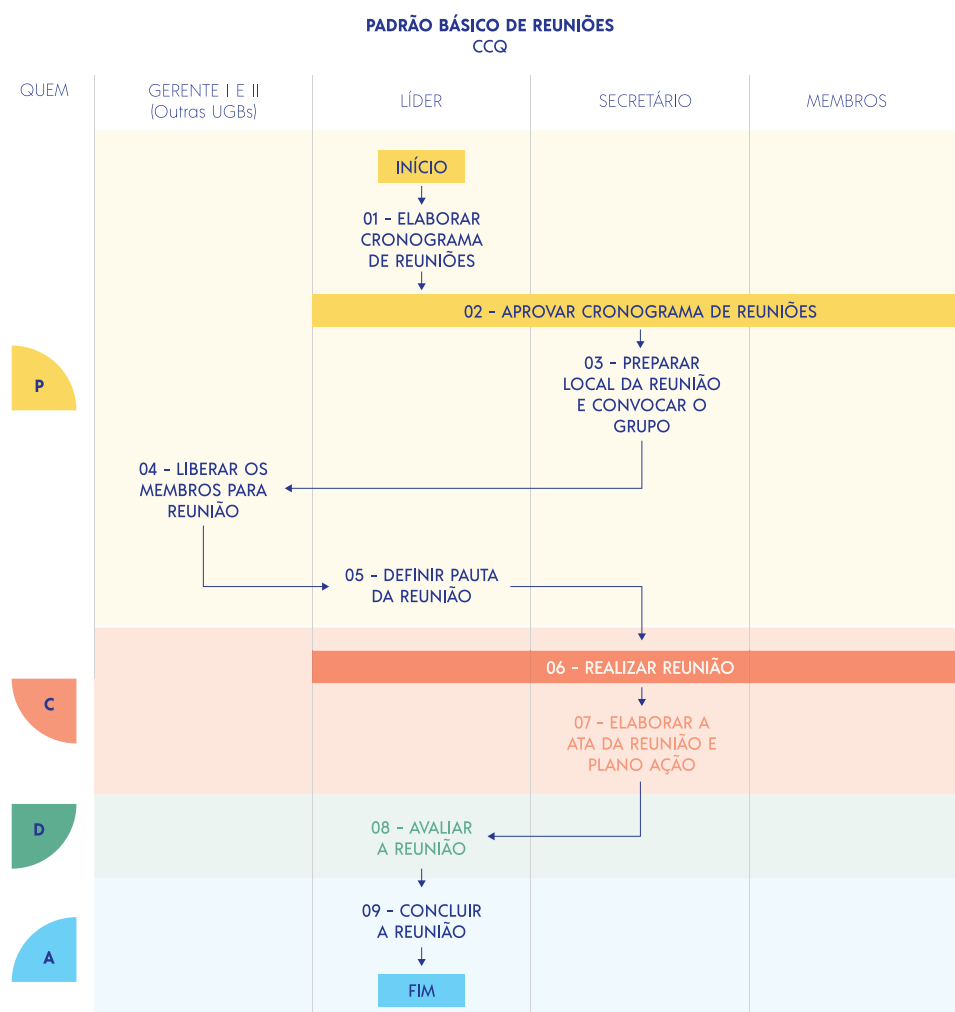 PADRÃO BÁSICO DE REUNIÕES
CCQ
QUEM
GERENTE I E II
(Outras UGBs)
LÍDER
SECRETÁRIO
MEMBROS
INÍCIO
01 - ELABORAR
CRONOGRAMA
DE REUNIÕES
02 - APROVAR CRONOGRAMA DE REUNIÕES
P
03 - PREPARAR
LOCAL DA REUNIÃO
E CONVOCAR O
GRUPO
04 - LIBERAR OS
MEMBROS PARA
REUNIÃO
05 - DEFINIR PAUTA
DA REUNIÃO
06 - REALIZAR REUNIÃO
C
07 - ELABORAR A
ATA DA REUNIÃO E
PLANO AÇÃO
D
08 - AVALIAR
A REUNIÃO
09 - CONCLUIR
A REUNIÃO
A
FIM